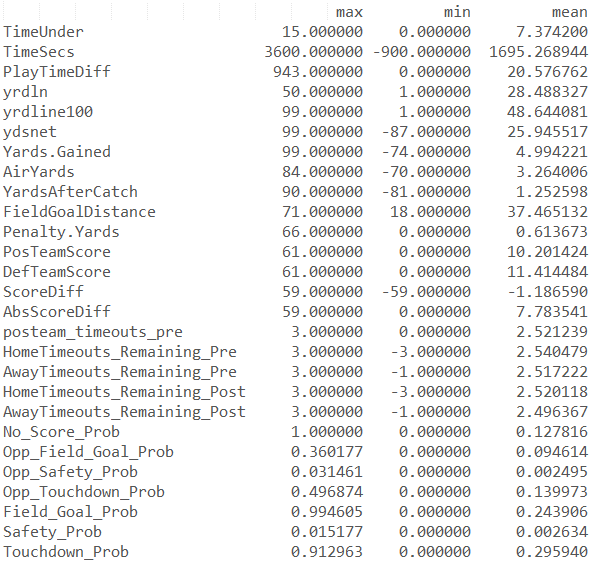 max min mean
TimeUnder 15.000000 0.000000 7.374200
TimeSecs 3600.000000 -900.000000 1695.268944
PlayTimeDiff 943.000000 0.000000 20.576762
yrdln 50.000000 1.000000 28.488327
yrdline100 99.000000 1.000000 48.644081
ydsnet 99.000000 -87.000000 25.945517
Yards.Gained 99.000000 -74.000000 4.994221
AirYards 84.000000 -70.000000 3.264006
YardsAfterCatch 90.000000 -81.000000 1.252598
FieldGoalDistance 71.000000 18.000000 37.465132
Penalty.Yards 66.000000 0.000000 0.613673
PosTeamScore 61.000000 0.000000 10.201424
DefTeamScore 61.000000 0.000000 11.414484
ScoreDiff 59.000000 -59.000000 -1.186590
AbsScoreDiff 59.000000 0.000000 7.783541
posteam_timeouts_pre 3.000000 0.000000 2.521239
HomeTimeouts_Remaining_Pre 3.000000 -3.000000 2.540479
AwayTimeouts_Remaining_Pre 3.000000 -1.000000 2.517222
HomeTimeouts_Remaining_Post 3.000000 -3.000000 2.520118
AwayTimeouts_Remaining_Post 3.000000 -1.000000 2.496367
No_Score_Prob 1.000000 0.000000 0.127816
Opp_Field_Goal_Prob 0.360177 0.000000 0.094614
Opp_Safety_Prob 0.031461 0.000000 0.002495
Opp_Touchdown_Prob 0.496874 0.000000 0.139973
Field_Goal_Prob 0.994605 0.000000 0.243906
Safety_Prob 0.015177 0.000000 0.002634
Touchdown_Prob 0.912963 0.000000 0.295940